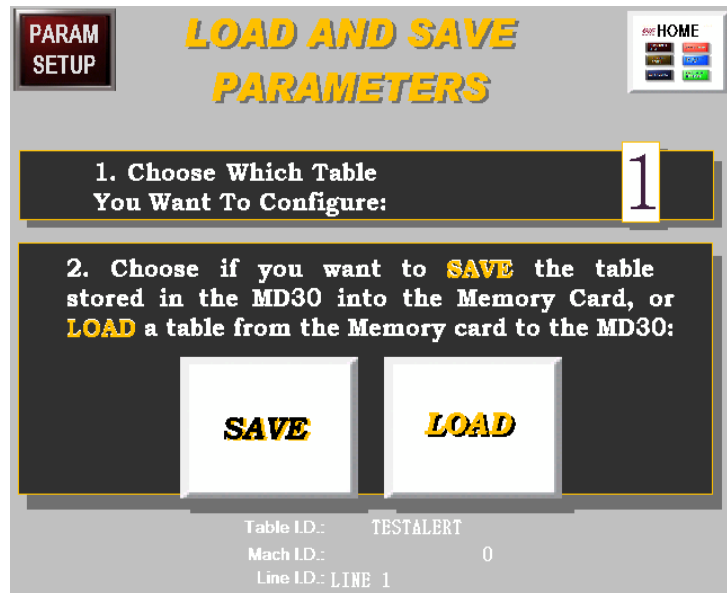 PARAM
SETUP
LOAD AND SAVE
PARAMETERS
HOME
1. Choose Which Table
You Want To Configure:
1
2. Choose if you want to SAVE the table
stored in the MD30 into the Memory Card, or
LOAD a table from the Memory card to the MD30:
SAVE
LOAD
Table I.D.: TESTALERT
Mach I.D.: 0
Line I.D.: LINE 1